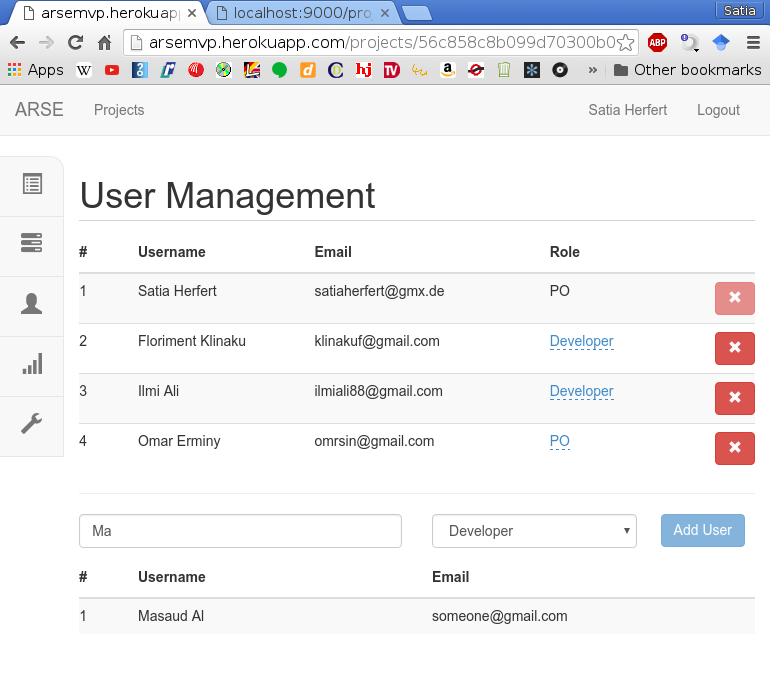 arsemvp.herokuap
localhost:9000/pro
Satia
arsemvp.herokuapp.com/projects/56c858c8b099d70300b0
ABP
Apps
Other bookmarks
ARSE Projects Satia Herfert Logout
User Management
# Username Email Role
1 Satia Herfert satiaherfert@gmx.de PO
2 Floriment Klinaku klinakuf@gmail.com Developer
3 Ilmi Ali ilmiali88@gmail.com Developer
4 Omar Erminy omrsin@gmail.com PO
Ma Developer Add User
# Username Email
1 Masaud Al someone@gmail.com